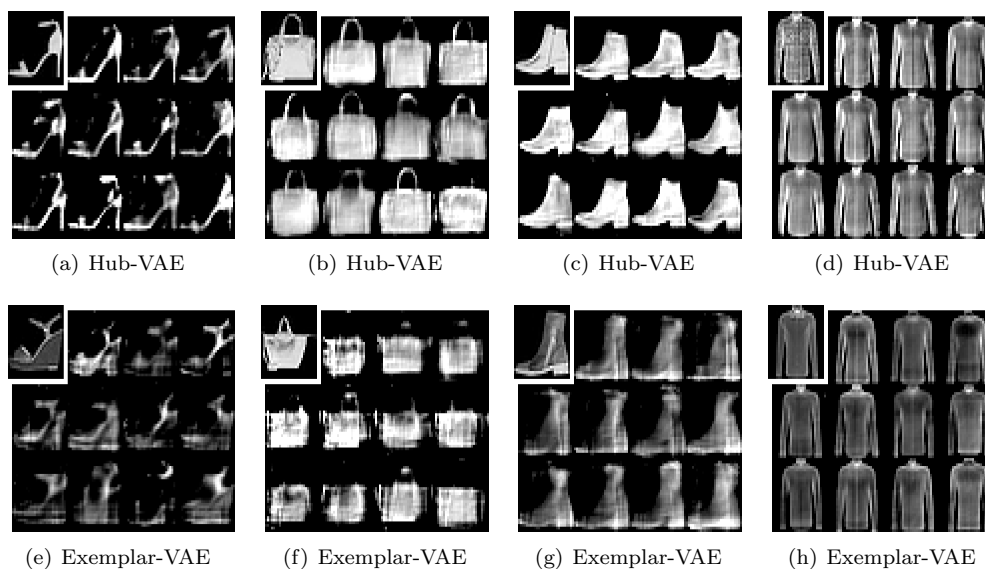 (a) Hub-VAE
(b) Hub-VAE
(c) Hub-VAE
(d) Hub-VAE
(e) Exemplar-VAE
(f) Exemplar-VAE
(g) Exemplar-VAE
(h) Exemplar-VAE